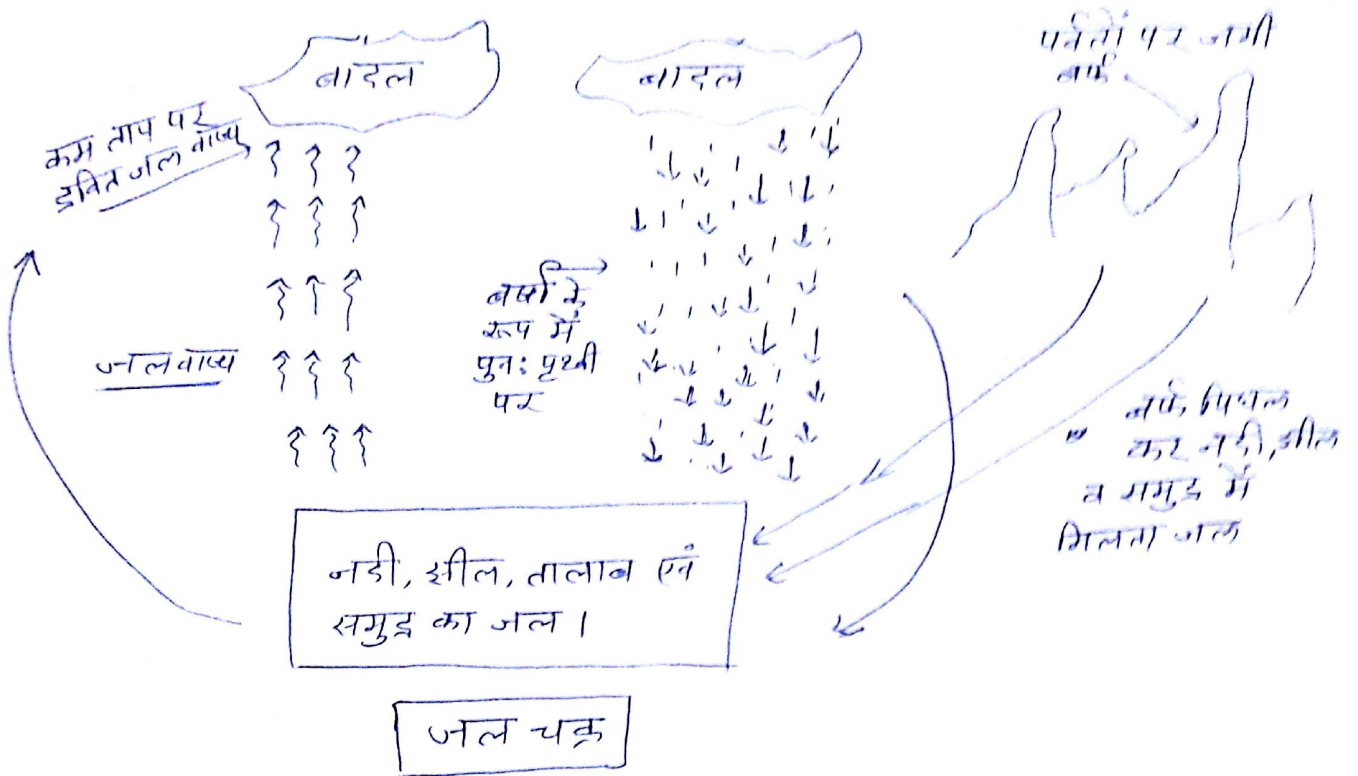 बादल
बादल
पर्वतों पर जमी
बर्फ
कम ताप पर
द्रवित जल वाष्प
जलवाष्प
वर्षा के
रूप में
पुनः पृथ्वी
पर
बर्फ पिघल
कर नदी, झील
व समुद्र में
मिलता जल
नदी, झील, तालाब एवं
समुद्र का जल।
जल चक्र